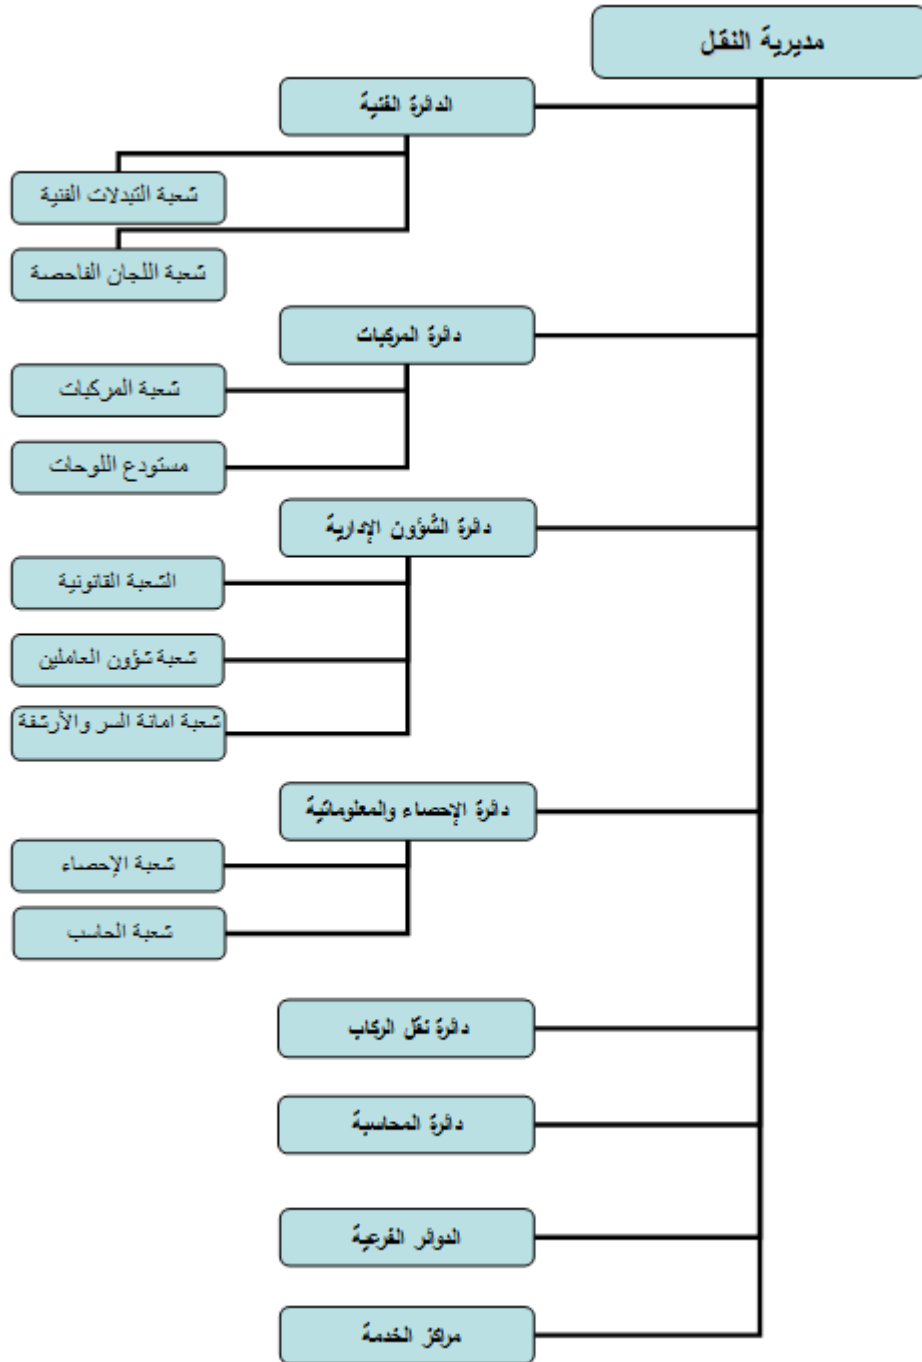 مديرية النقل
الدائرة الفنية
شعبة التبدلات الفنية
شعبة اللجان الفاحصة
دائرة المركبات
شعبة المركبات
مستودع اللوحات
دائرة الشؤون الإدارية
الشعبة القانونية
شعبة شؤون العاملين
شعبة امانة السر والأرشفة
دائرة الإحصاء والمعلوماتية
شعبة الإحصاء
شعبة الحاسب
دائرة نقل الركاب
دائرة المحاسبة
الدوائر الفرعية
مراكز الخدمة